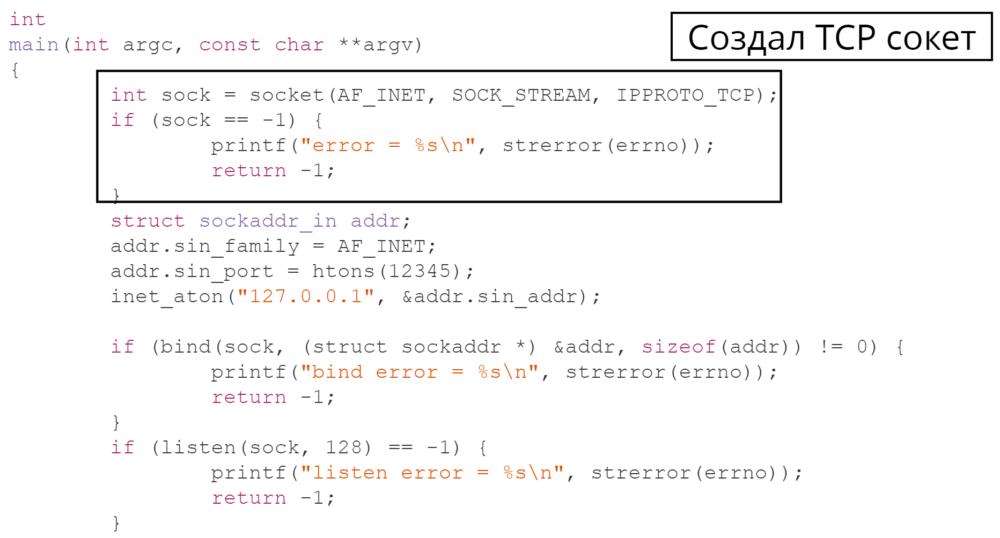 int
main(int argc, const char **argv)
Создал TCP сокет
{
int sock = socket(AF_INET, SOCK_STREAM, IPPROTO_TCP);
if (sock == -1) {
printf("error = %s\n", strerror(errno));
return -1;
}
struct sockaddr_in addr;
addr.sin_family = AF_INET;
addr.sin_port = htons(12345);
inet_aton("127.0.0.1", &addr.sin_addr);
if (bind(sock, (struct sockaddr *) &addr, sizeof(addr)) != 0) {
printf("bind error = %s\n", strerror(errno));
return -1;
}
if (listen(sock, 128) == -1) {
printf("listen error = %s\n", strerror(errno));
return -1;
}